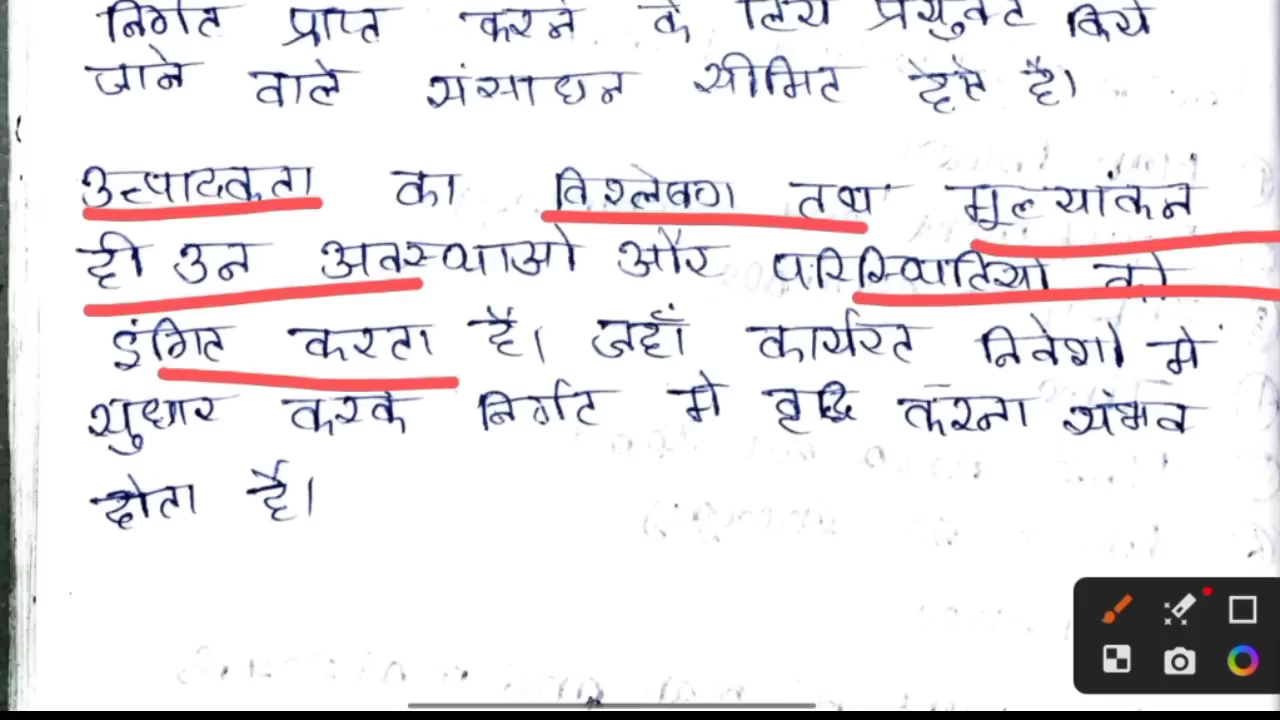 निर्गत प्राप्त करने के लिये प्रयुक्त किये
जाने वाले संसाधन सीमित होते है।
उत्पादकता का विश्लेषण तथा मूल्यांकन
ही उन अवस्थाओ और परिस्थितियो को
इंगित करता है। जहाँ कार्यरत निवेशो मे
सुधार करके निर्गत मे वृद्धि करना संभव
होता है।